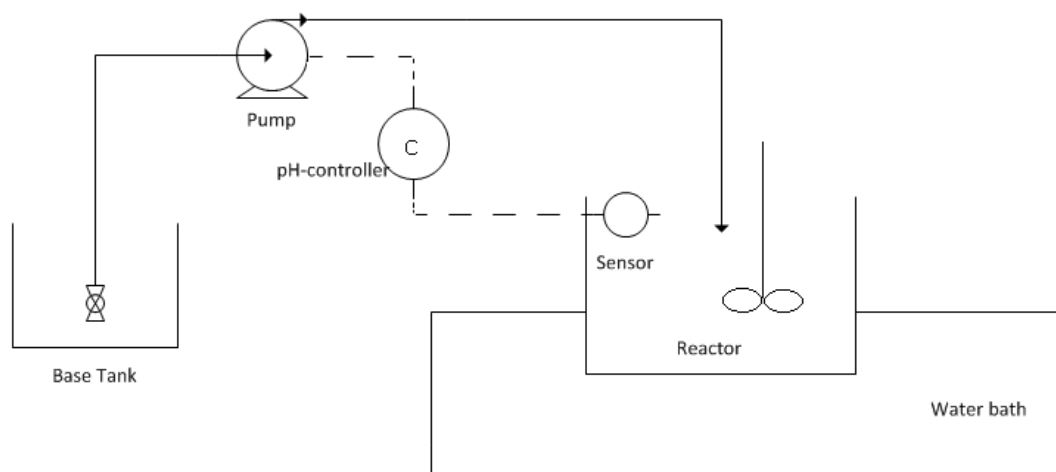 Pump
C
pH-controller
Sensor
Reactor
Base Tank
Water bath